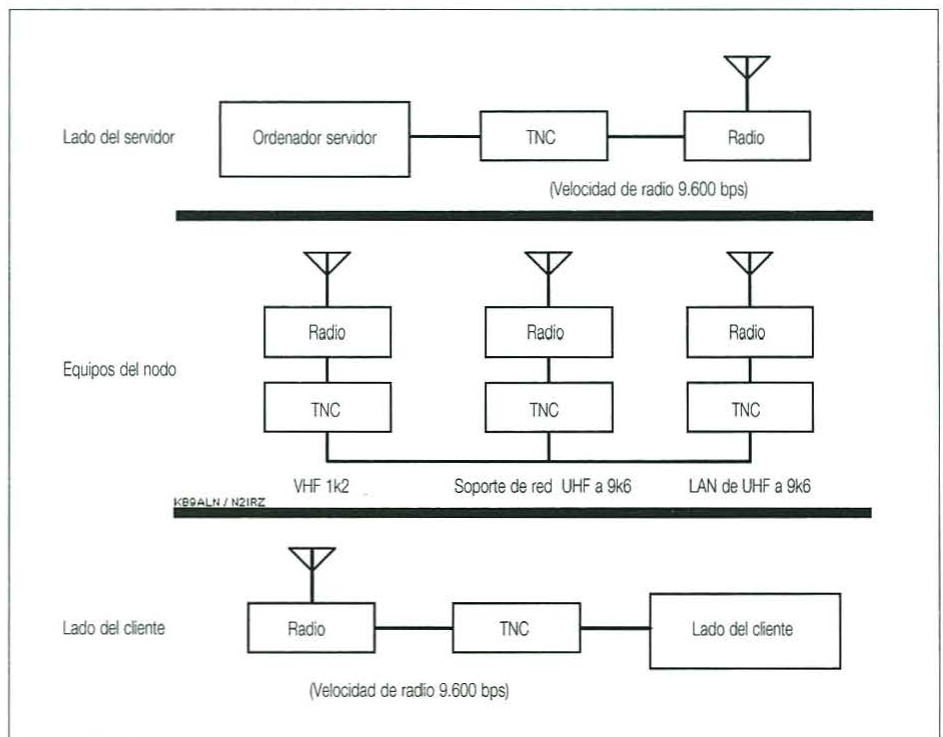 Lado del servidor
Ordenador servidor
TNC
Radio
(Velocidad de radio 9.600 bps)
Radio
Radio
Radio
Equipos del nodo
TNC
TNC
TNC
VHF 1k2
Soporte de red UHF a 9k6
LAN de UHF a 9k6
KB9ALN / N2IRZ
Lado del cliente
Radio
TNC
Lado del cliente
(Velocidad de radio 9.600 bps)